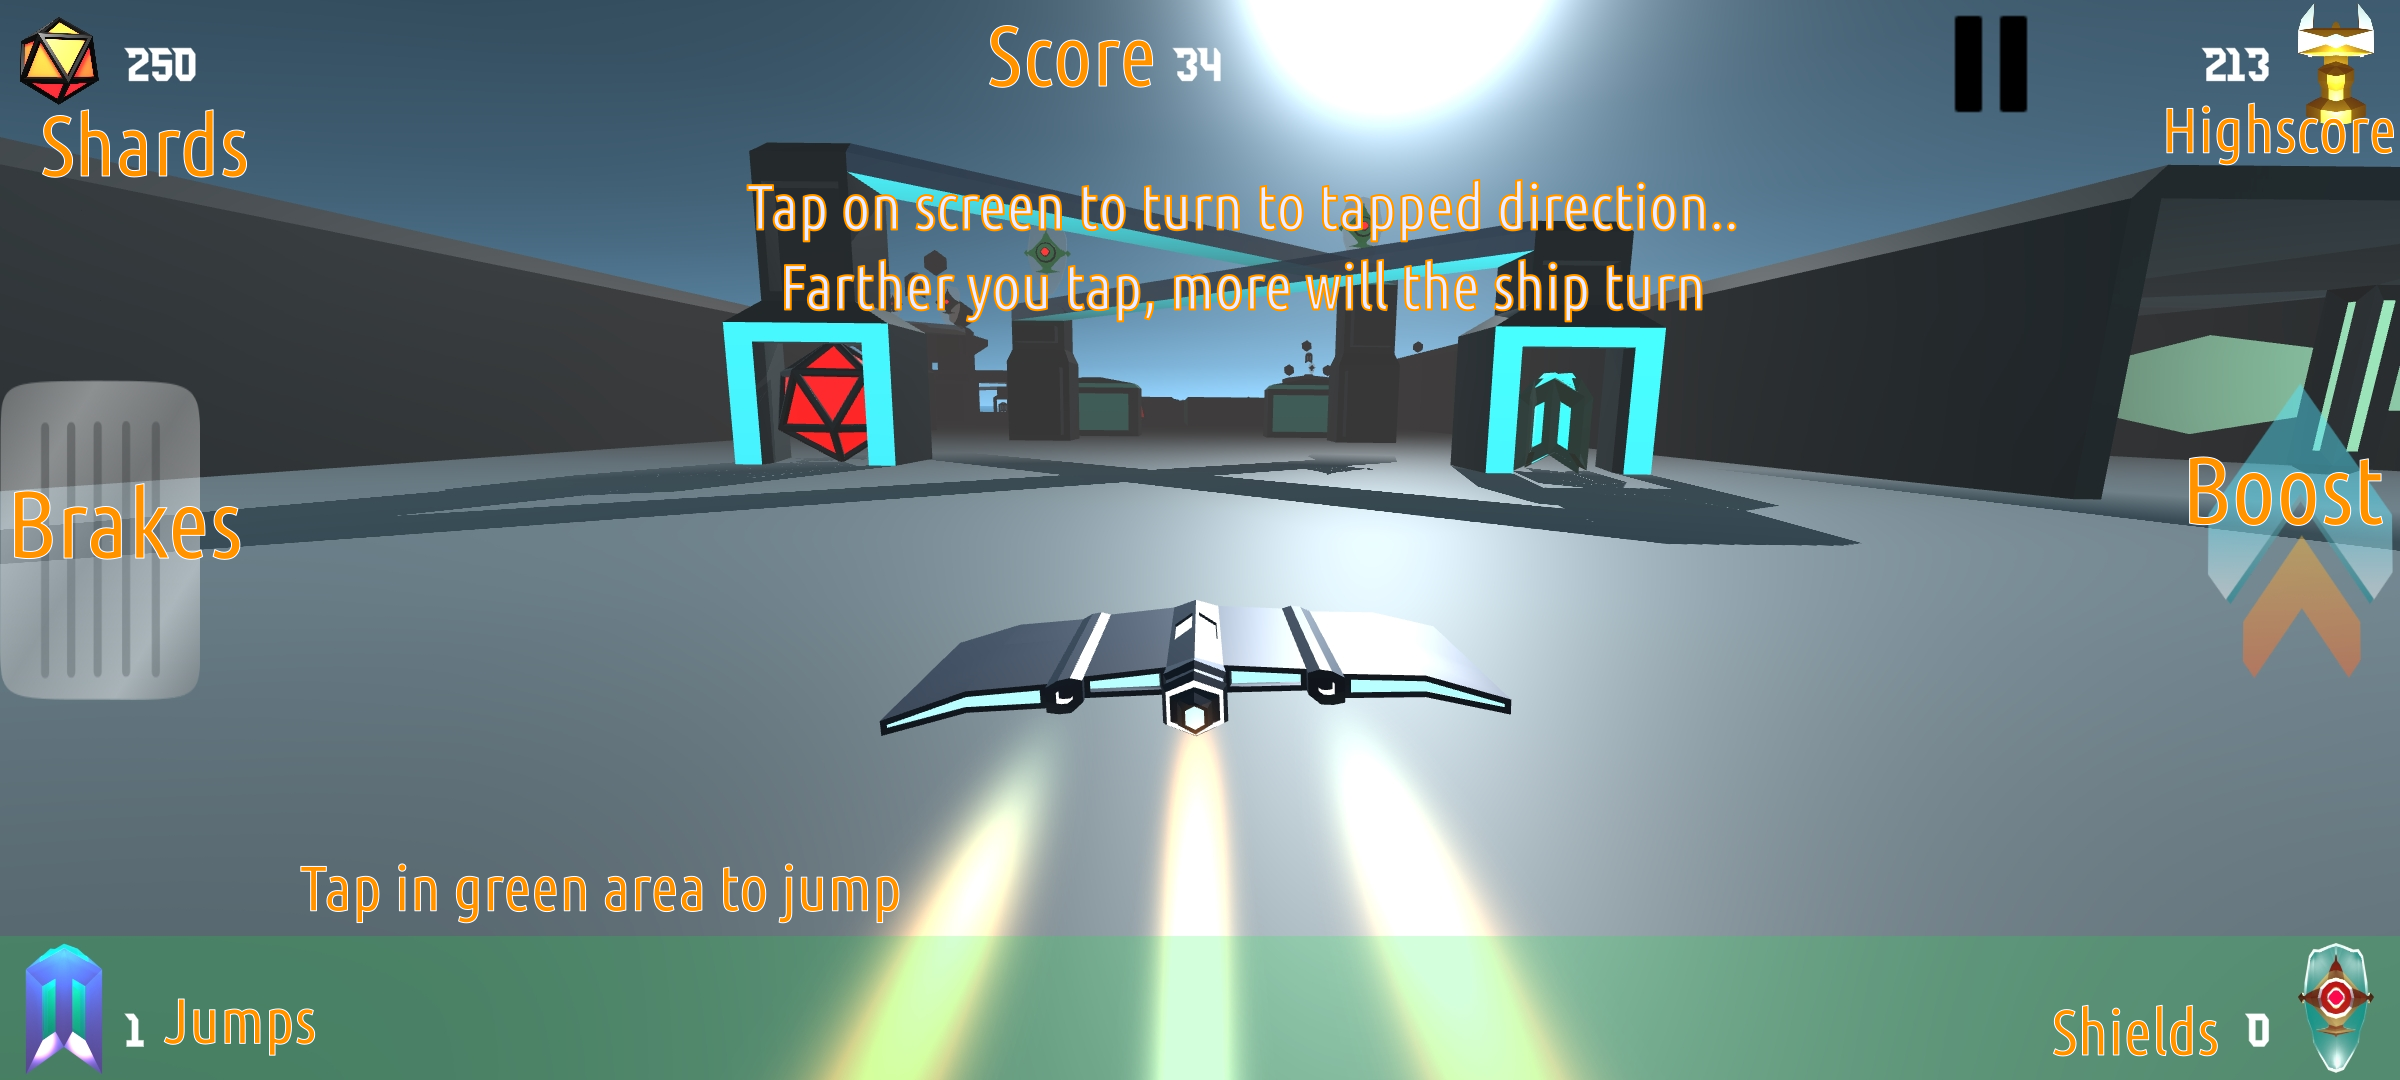 250
Shards
Score 34
213
Highscore
Tap on screen to turn to tapped direction..
Farther you tap, more will the ship turn
Brakes
Boost
Tap in green area to jump
1 Jumps
Shields 0